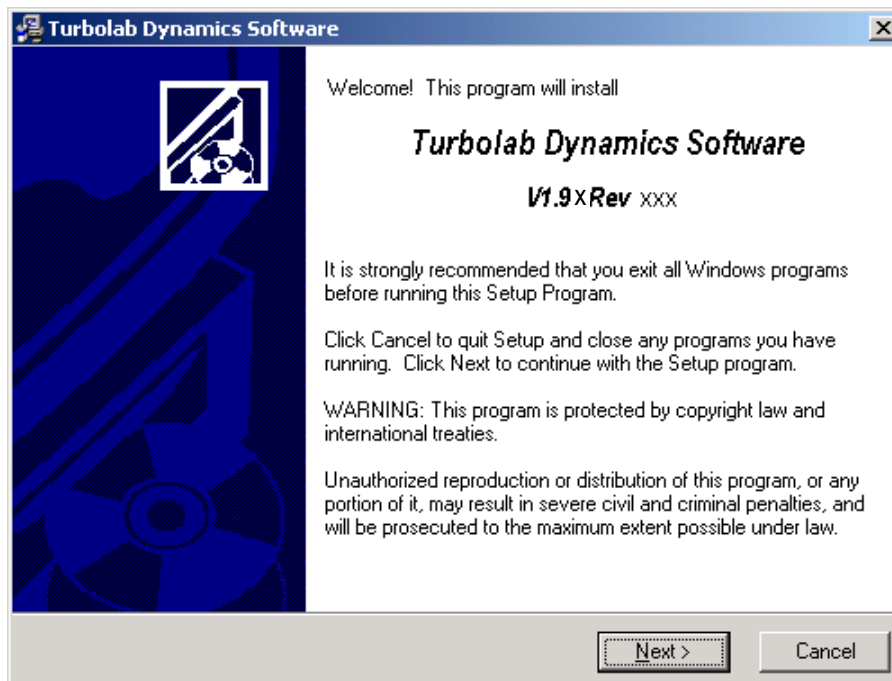 Turbolab Dynamics Software
Welcome! This program will install
Turbolab Dynamics Software
V1.9XRev xxx
It is strongly recommended that you exit all Windows programs
before running this Setup Program.
Click Cancel to quit Setup and close any programs you have
running. Click Next to continue with the Setup program.
WARNING: This program is protected by copyright law and
international treaties.
Unauthorized reproduction or distribution of this program, or any
portion of it, may result in severe civil and criminal penalties, and
will be prosecuted to the maximum extent possible under law.
Next >
Cancel